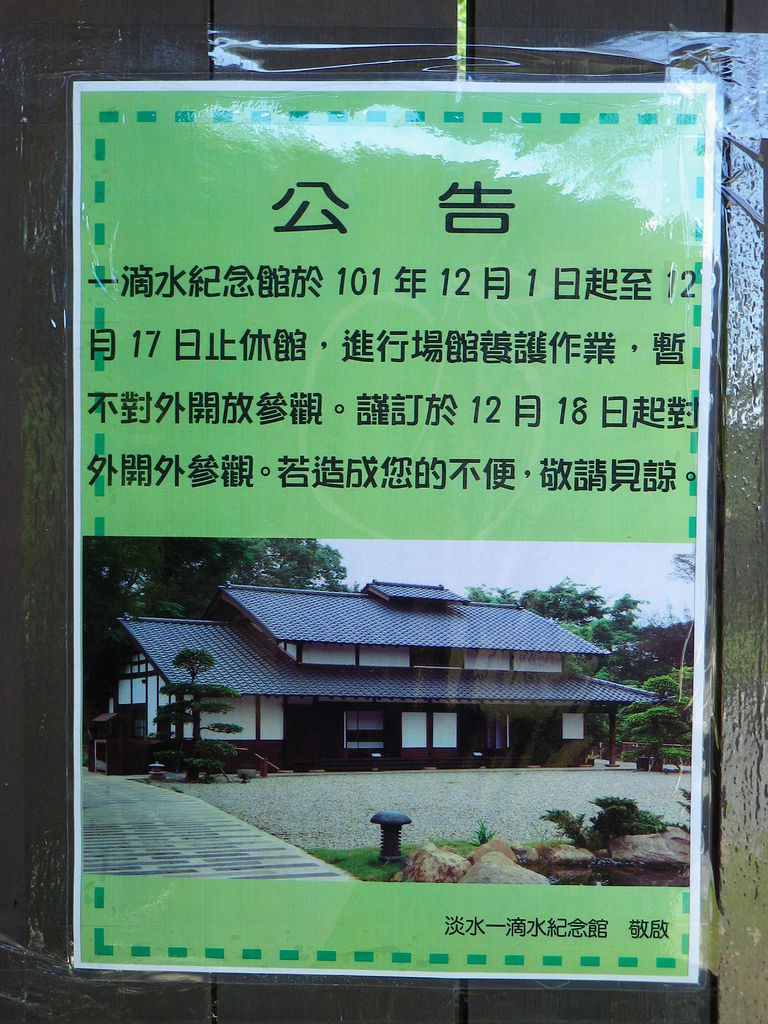 公告
一滴水紀念館於 101 年 12 月 1 日起至 12
月 17 日止休館，進行場館養護作業，暫
不對外開放參觀。謹訂於 12 月 18 日起對
外開外參觀。若造成您的不便，敬請見諒。
淡水一滴水紀念館 敬啟